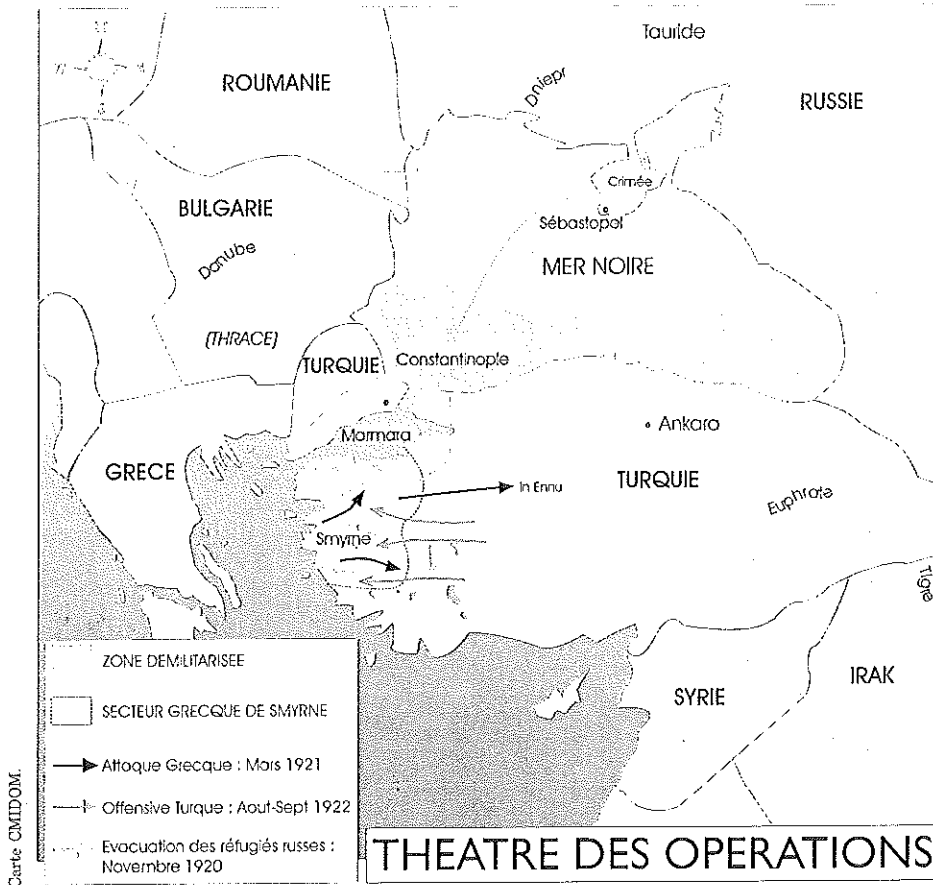 Tauride
Dniepr
ROUMANIE
RUSSIE
Crimée
BULGARIE
Sébastopol
Danube
MER NOIRE
(THRACE)
TURQUIE
Constantinople
Marmara
Ankara
GRECE
In Ennu
TURQUIE
Euphrate
Smyrne
Tigre
SYRIE
IRAK
ZONE DEMILITARISEE
SECTEUR GRECQUE DE SMYRNE
Attaque Grecque : Mars 1921
Offensive Turque : Aout-Sept 1922
Evacuation des réfugiés russes :
Novembre 1920
THEATRE DES OPERATIONS
Carte CMIDOM.